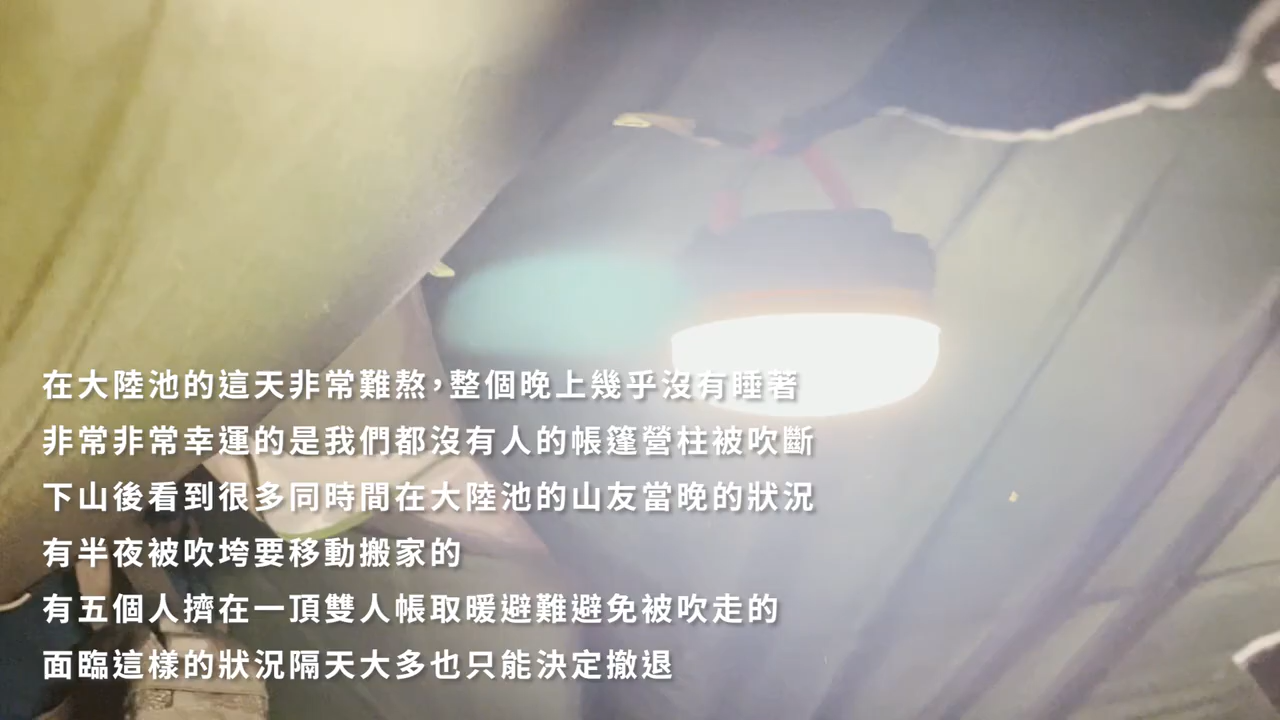 在大陸池的這天非常難熬，整個晚上幾乎沒有睡著
非常非常幸運的是我們都沒有人的帳篷營柱被吹斷
下山後看到很多同時間在大陸池的山友當晚的狀況
有半夜被吹垮要移動搬家的
有五個人擠在一頂雙人帳取暖避難避免被吹走的
面臨這樣的狀況隔天大多也只能決定撤退